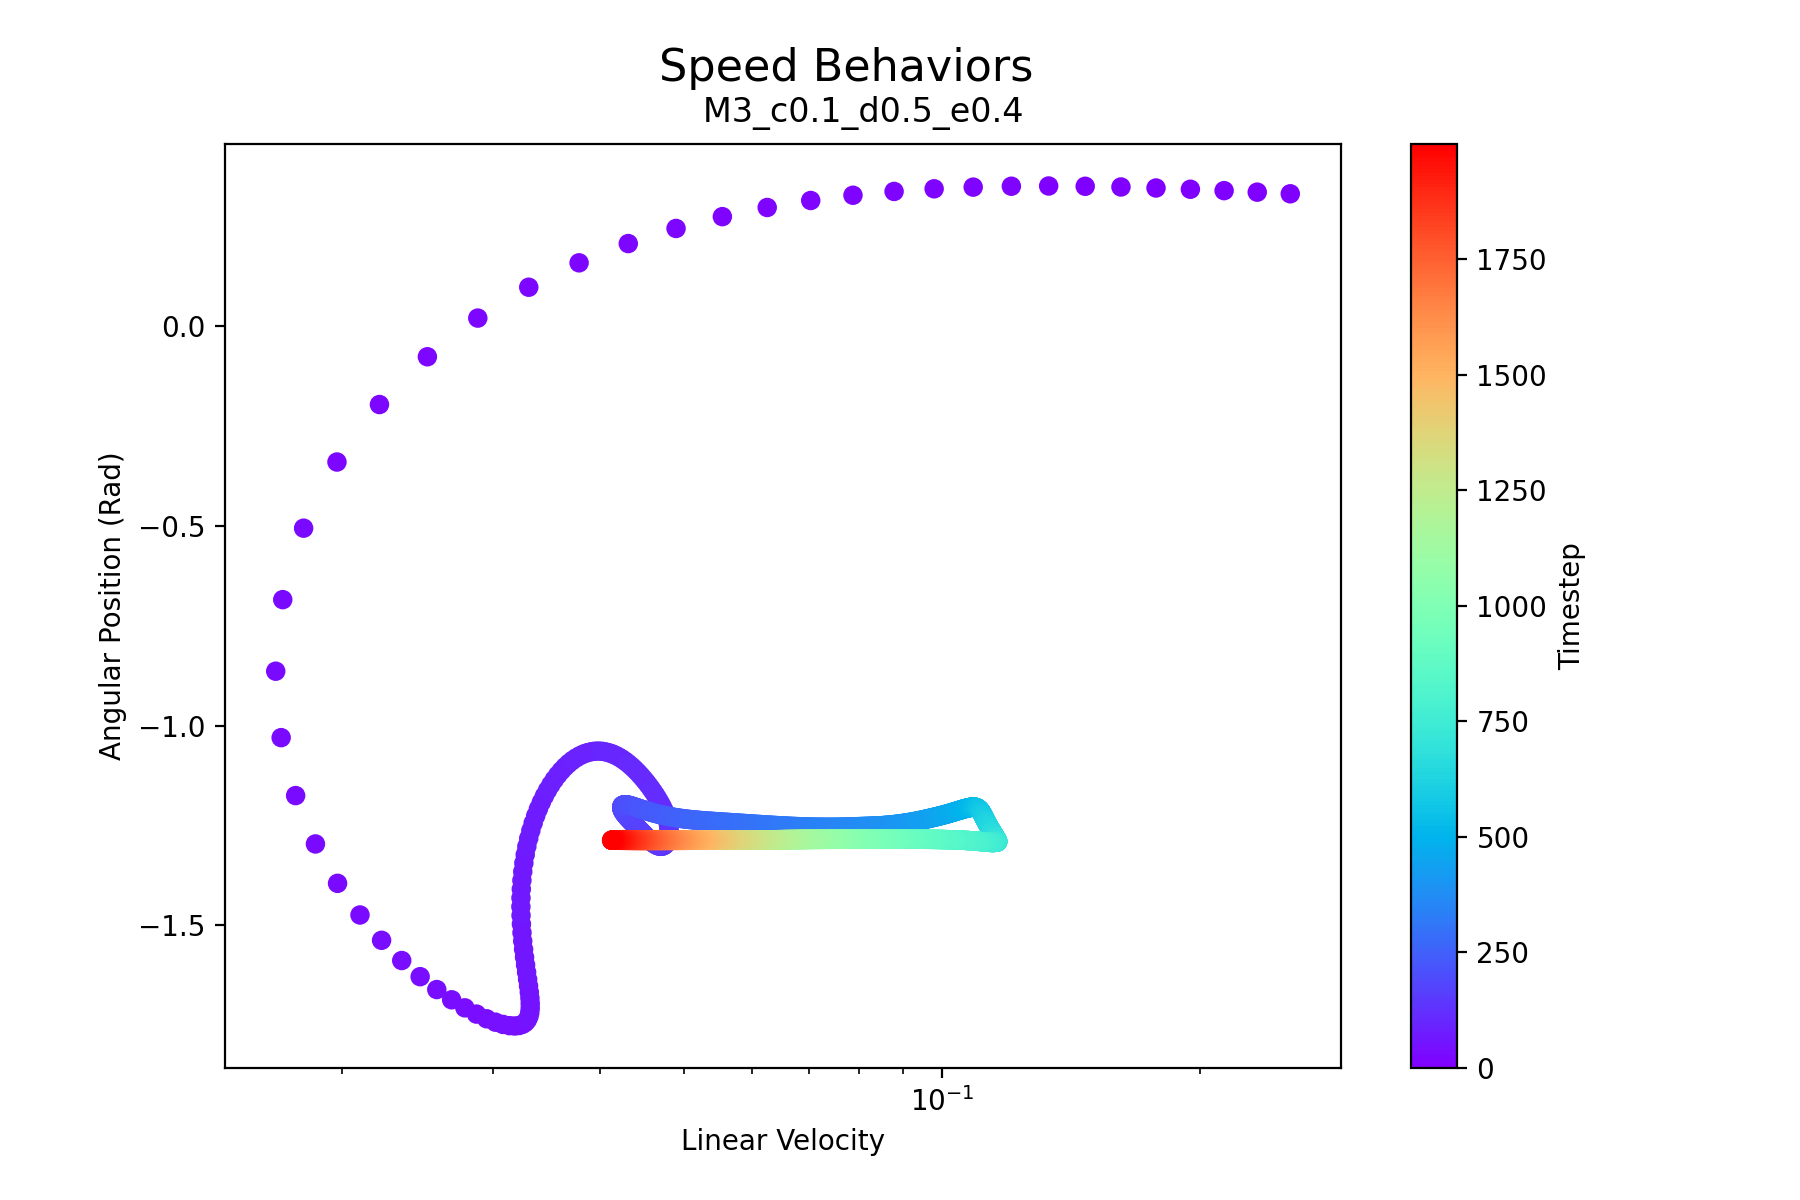 Speed Behaviors
M3_c0.1_d0.5_e0.4
0.0
−0.5
−1.0
−1.5
Angular Position (Rad)
10⁻¹
Linear Velocity
1750
1500
1250
1000
750
500
250
0
Timestep